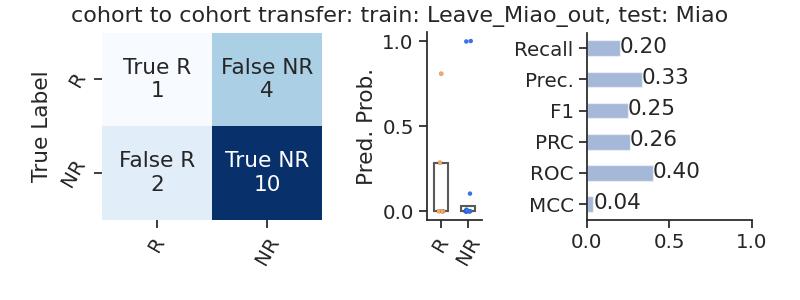 cohort to cohort transfer: train: Leave_Miao_out, test: Miao
True Label
R
NR
True R
1
False NR
4
False R
2
True NR
10
R
NR
Pred. Prob.
1.0
0.5
0.0
R
NR
Recall
0.20
Prec.
0.33
F1
0.25
PRC
0.26
ROC
0.40
MCC
0.04
0.0
0.5
1.0